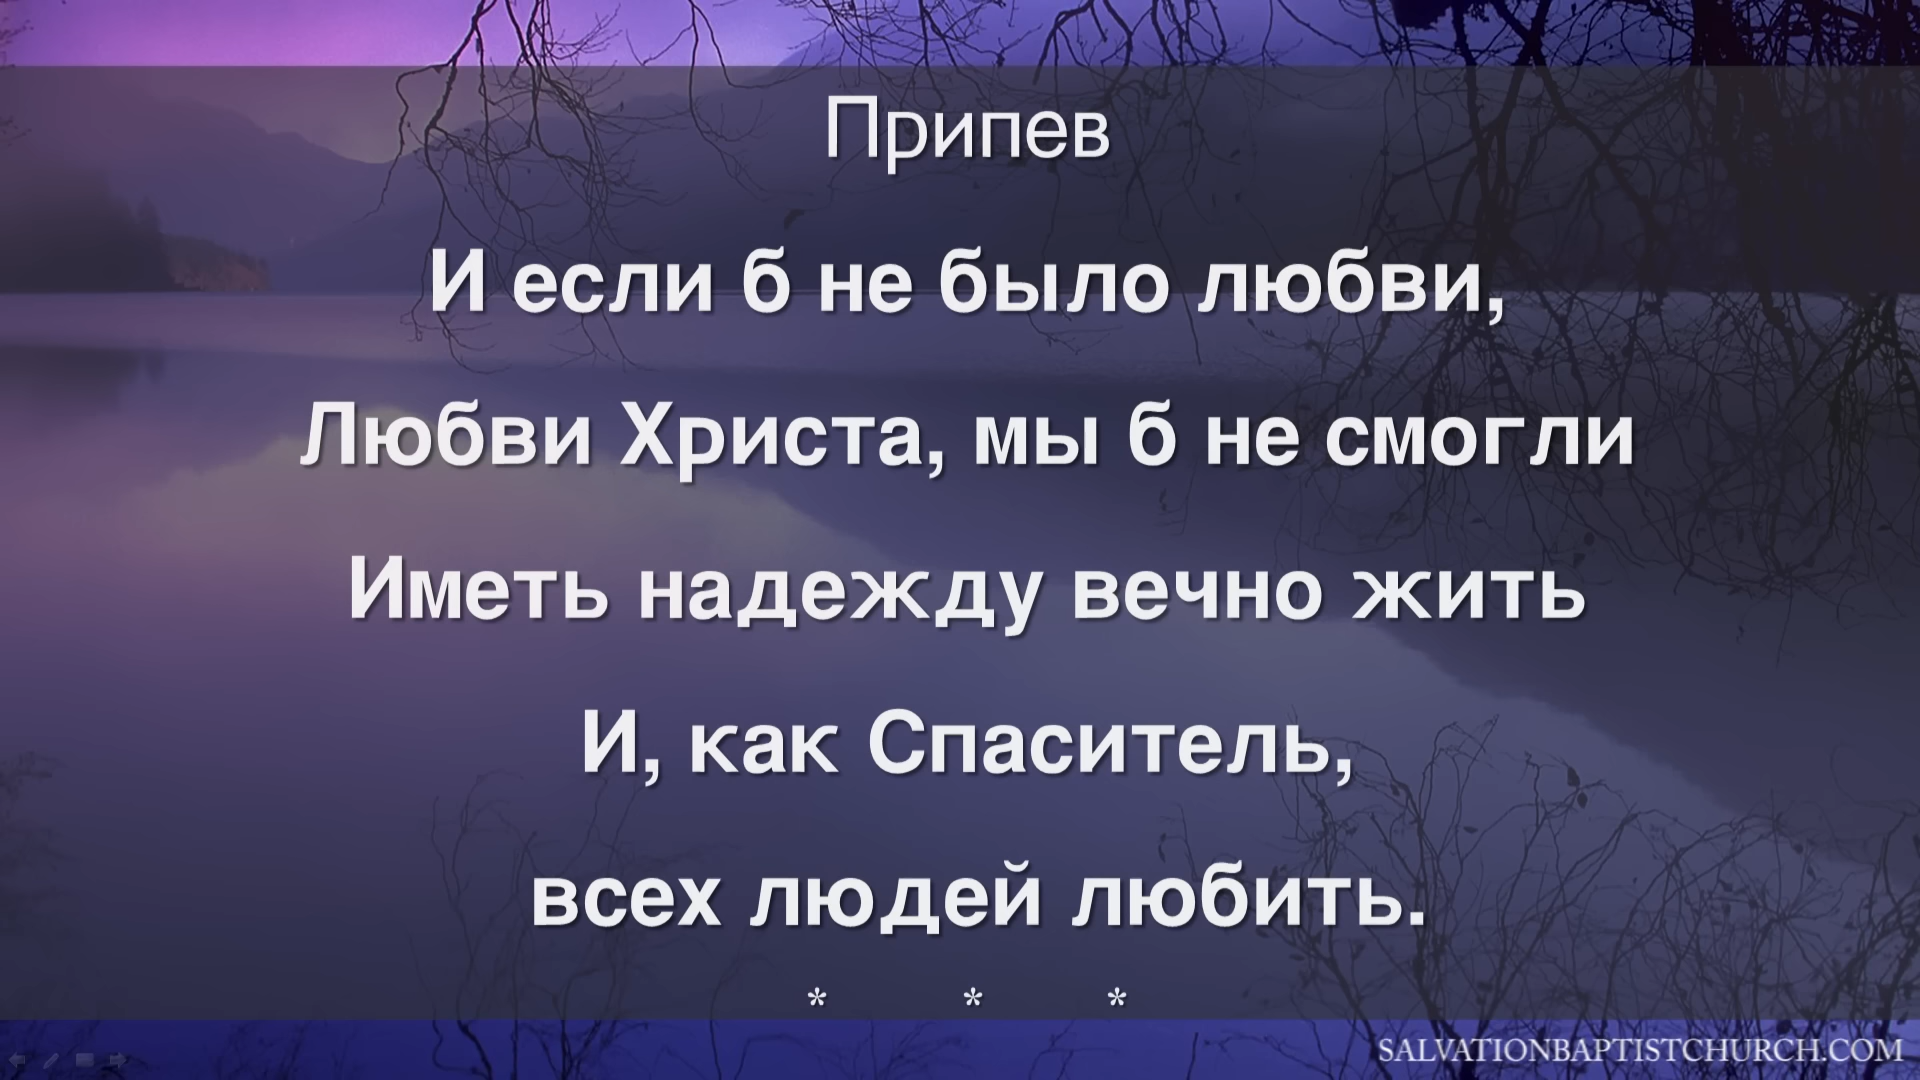 Припев
И если б не было любви,
Любви Христа, мы б не смогли
Иметь надежду вечно жить
И, как Спаситель,
всех людей любить.
* * *
SALVATIONBAPTISTCHURCH.COM